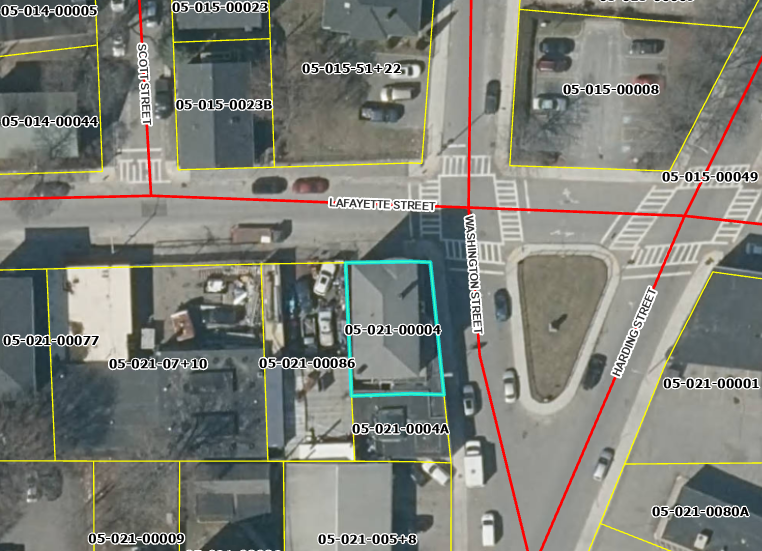 05-014-00005
05-015-00023
SCOTT STREET
05-015-51+22
05-015-0023B
05-015-00008
05-014-00044
05-015-00049
LAFAYETTE STREET
WASHINGTON STREET
HARDING STREET
05-021-00004
05-021-00077
05-021-07+10
05-021-00086
05-021-00001
05-021-0004A
05-021-0080A
05-021-00009
05-021-005+8